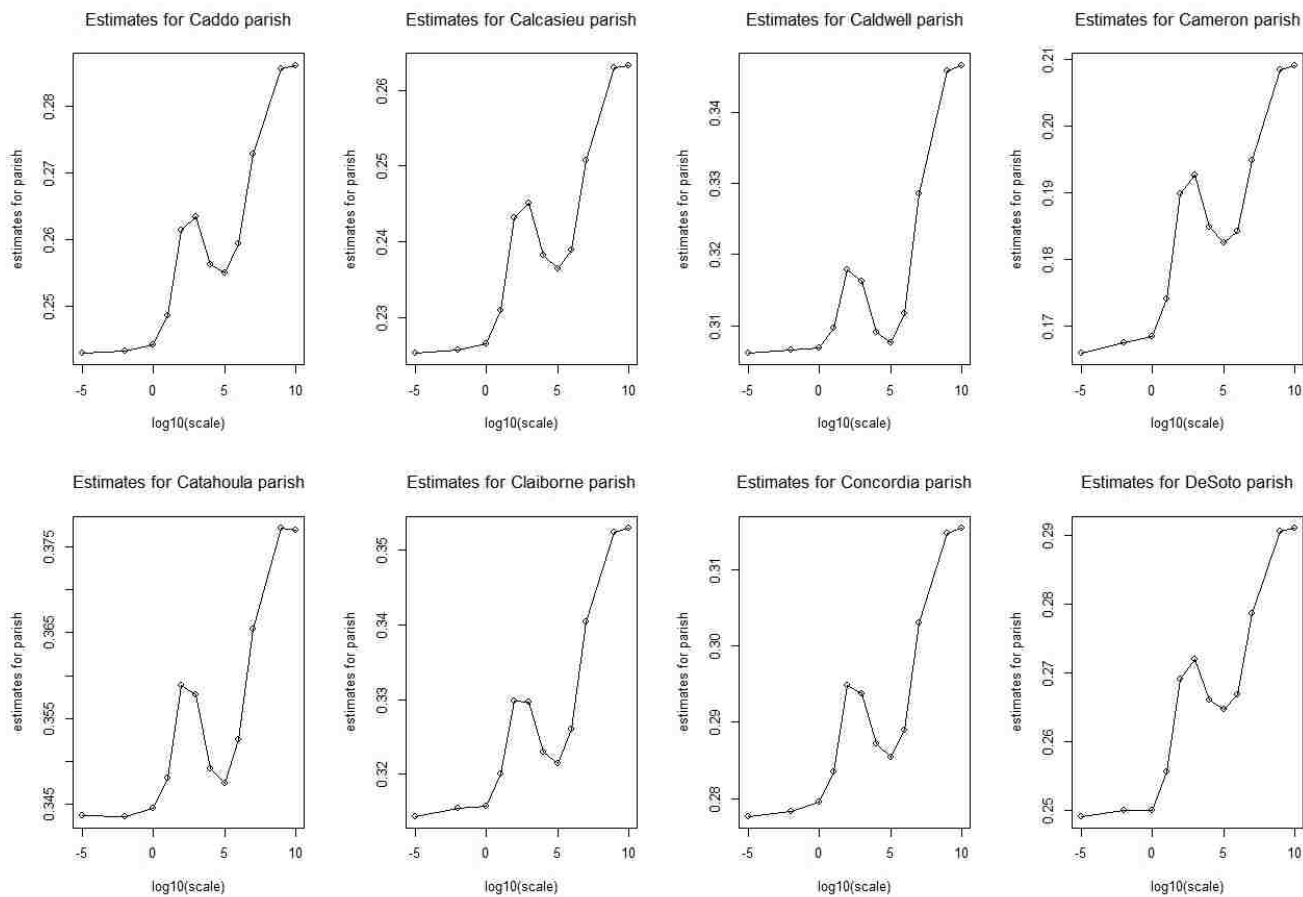 Estimates for Caddo parish
estimates for parish
0.28
0.27
0.26
0.25
-5 0 5 10
log10(scale)
Estimates for Calcasieu parish
estimates for parish
0.26
0.25
0.24
0.23
-5 0 5 10
log10(scale)
Estimates for Caldwell parish
estimates for parish
0.34
0.33
0.32
0.31
-5 0 5 10
log10(scale)
Estimates for Cameron parish
estimates for parish
0.21
0.20
0.19
0.18
0.17
-5 0 5 10
log10(scale)
Estimates for Catahoula parish
estimates for parish
0.375
0.365
0.355
0.345
-5 0 5 10
log10(scale)
Estimates for Claiborne parish
estimates for parish
0.35
0.34
0.33
0.32
-5 0 5 10
log10(scale)
Estimates for Concordia parish
estimates for parish
0.31
0.30
0.29
0.28
-5 0 5 10
log10(scale)
Estimates for DeSoto parish
estimates for parish
0.29
0.28
0.27
0.26
0.25
-5 0 5 10
log10(scale)